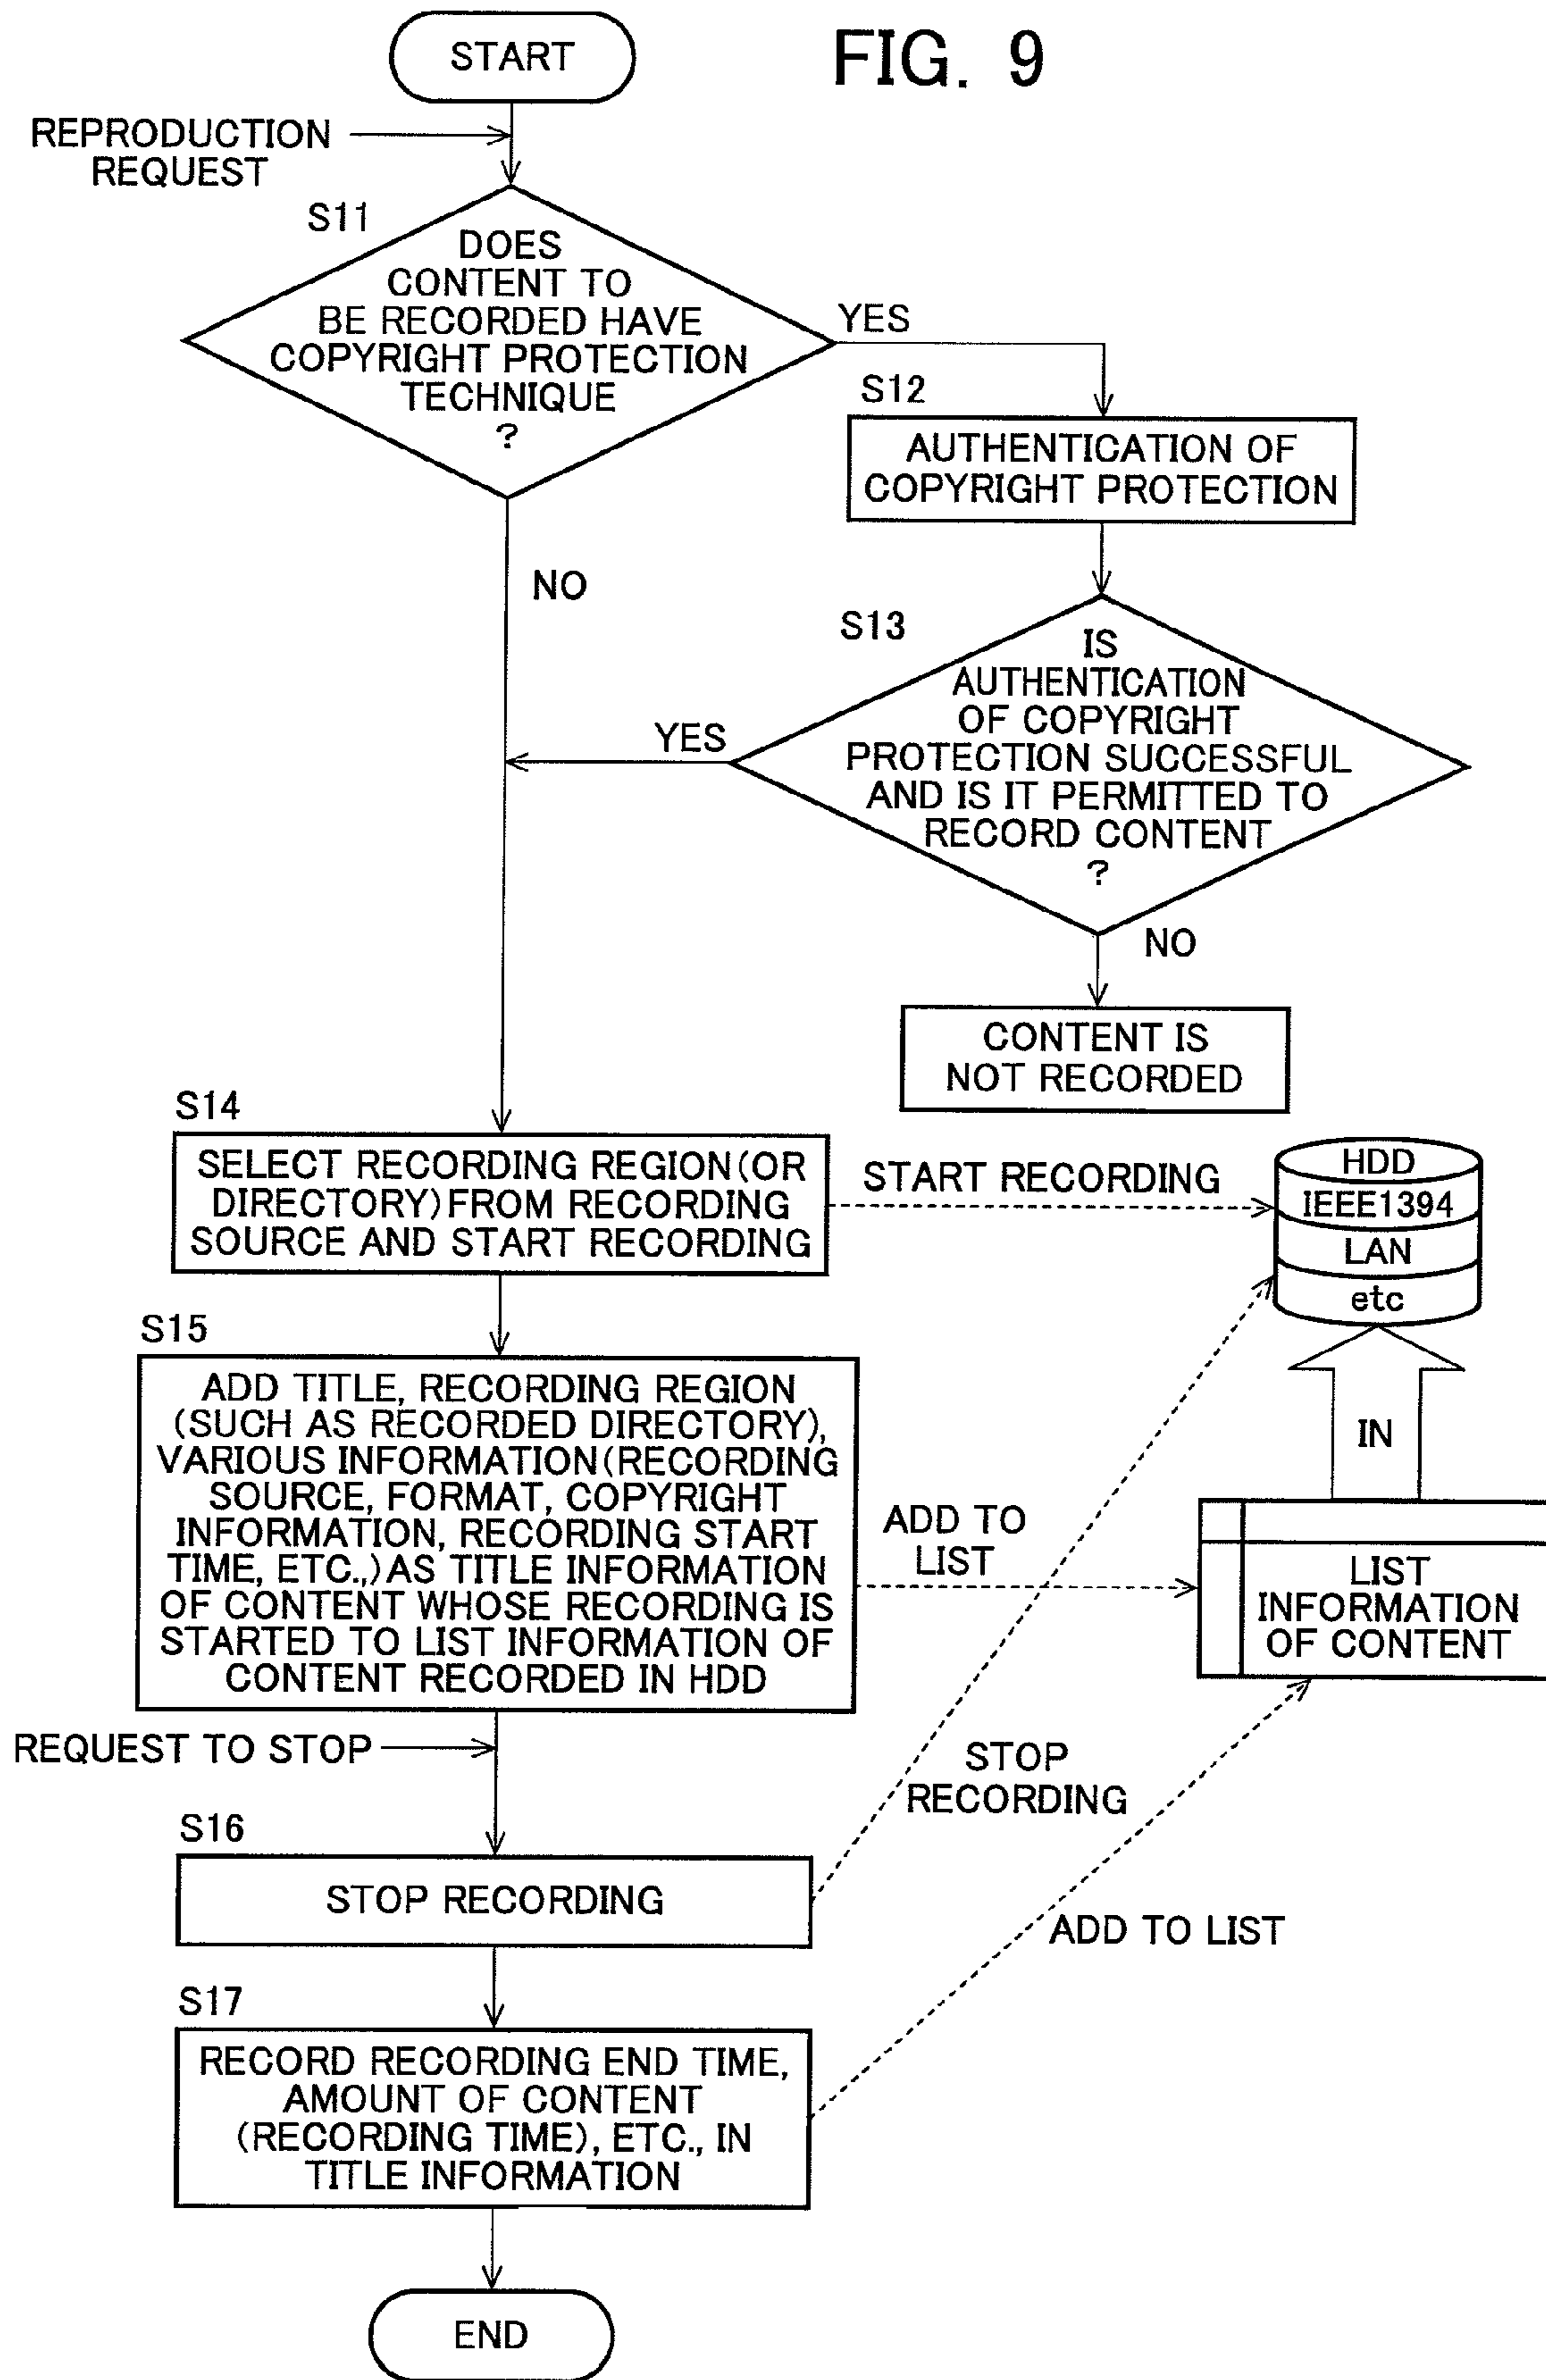 FIG. 9
START
REPRODUCTION
REQUEST
S11
DOES
CONTENT TO
BE RECORDED HAVE
COPYRIGHT PROTECTION
TECHNIQUE
?
YES
NO
S12
AUTHENTICATION OF
COPYRIGHT PROTECTION
S13
IS
AUTHENTICATION
OF COPYRIGHT
PROTECTION SUCCESSFUL
AND IS IT PERMITTED TO
RECORD CONTENT
?
YES
NO
CONTENT IS
NOT RECORDED
S14
SELECT RECORDING REGION(OR
DIRECTORY)FROM RECORDING
SOURCE AND START RECORDING
START RECORDING
HDD
IEEE1394
LAN
etc
IN
S15
ADD TITLE, RECORDING REGION
(SUCH AS RECORDED DIRECTORY),
VARIOUS INFORMATION(RECORDING
SOURCE, FORMAT, COPYRIGHT
INFORMATION, RECORDING START
TIME, ETC.,)AS TITLE INFORMATION
OF CONTENT WHOSE RECORDING IS
STARTED TO LIST INFORMATION OF
CONTENT RECORDED IN HDD
ADD TO
LIST
LIST
INFORMATION
OF CONTENT
REQUEST TO STOP
STOP
RECORDING
S16
STOP RECORDING
ADD TO LIST
S17
RECORD RECORDING END TIME,
AMOUNT OF CONTENT
(RECORDING TIME), ETC., IN
TITLE INFORMATION
END